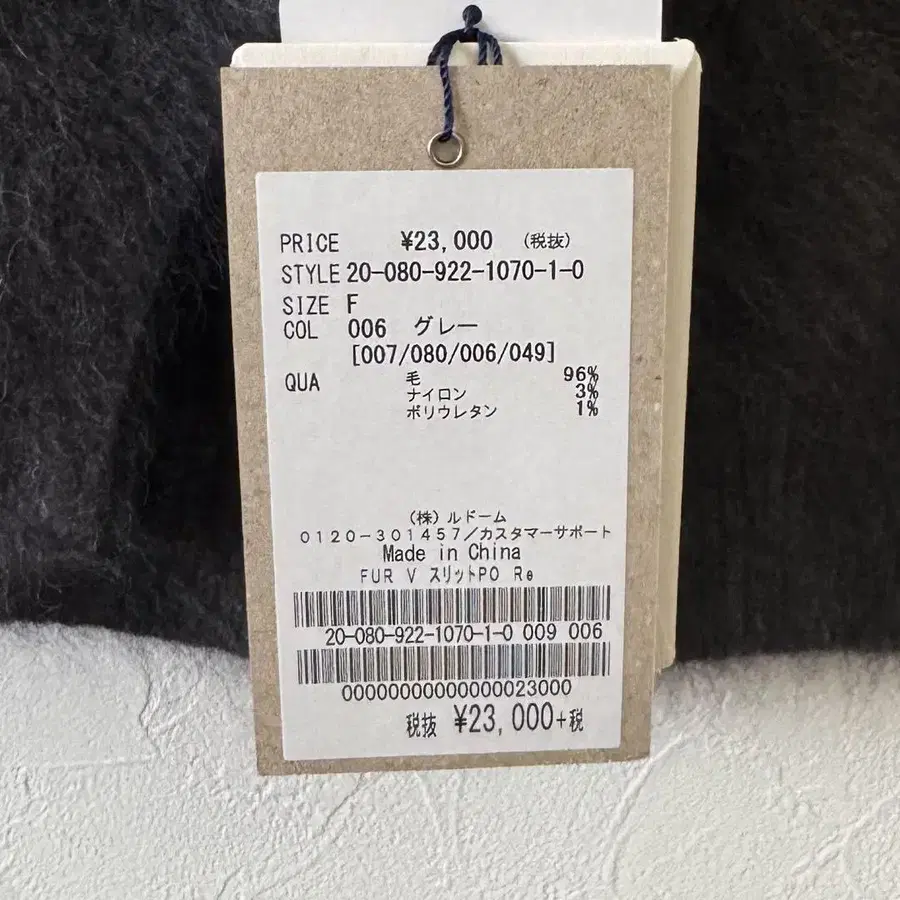 PRICE ¥23,000 (税抜)
STYLE 20-080-922-1070-1-0
SIZE F
COL 006 グレー
[007/080/006/049]
QUA 毛 96%
ナイロン 3%
ポリウレタン 1%
(株)ルドーム
0120-301457/カスタマーサポート
Made in China
FUR V スリットPO Re
20-080-922-1070-1-0 009 006
00000000000000023000
税抜 ¥23,000+税